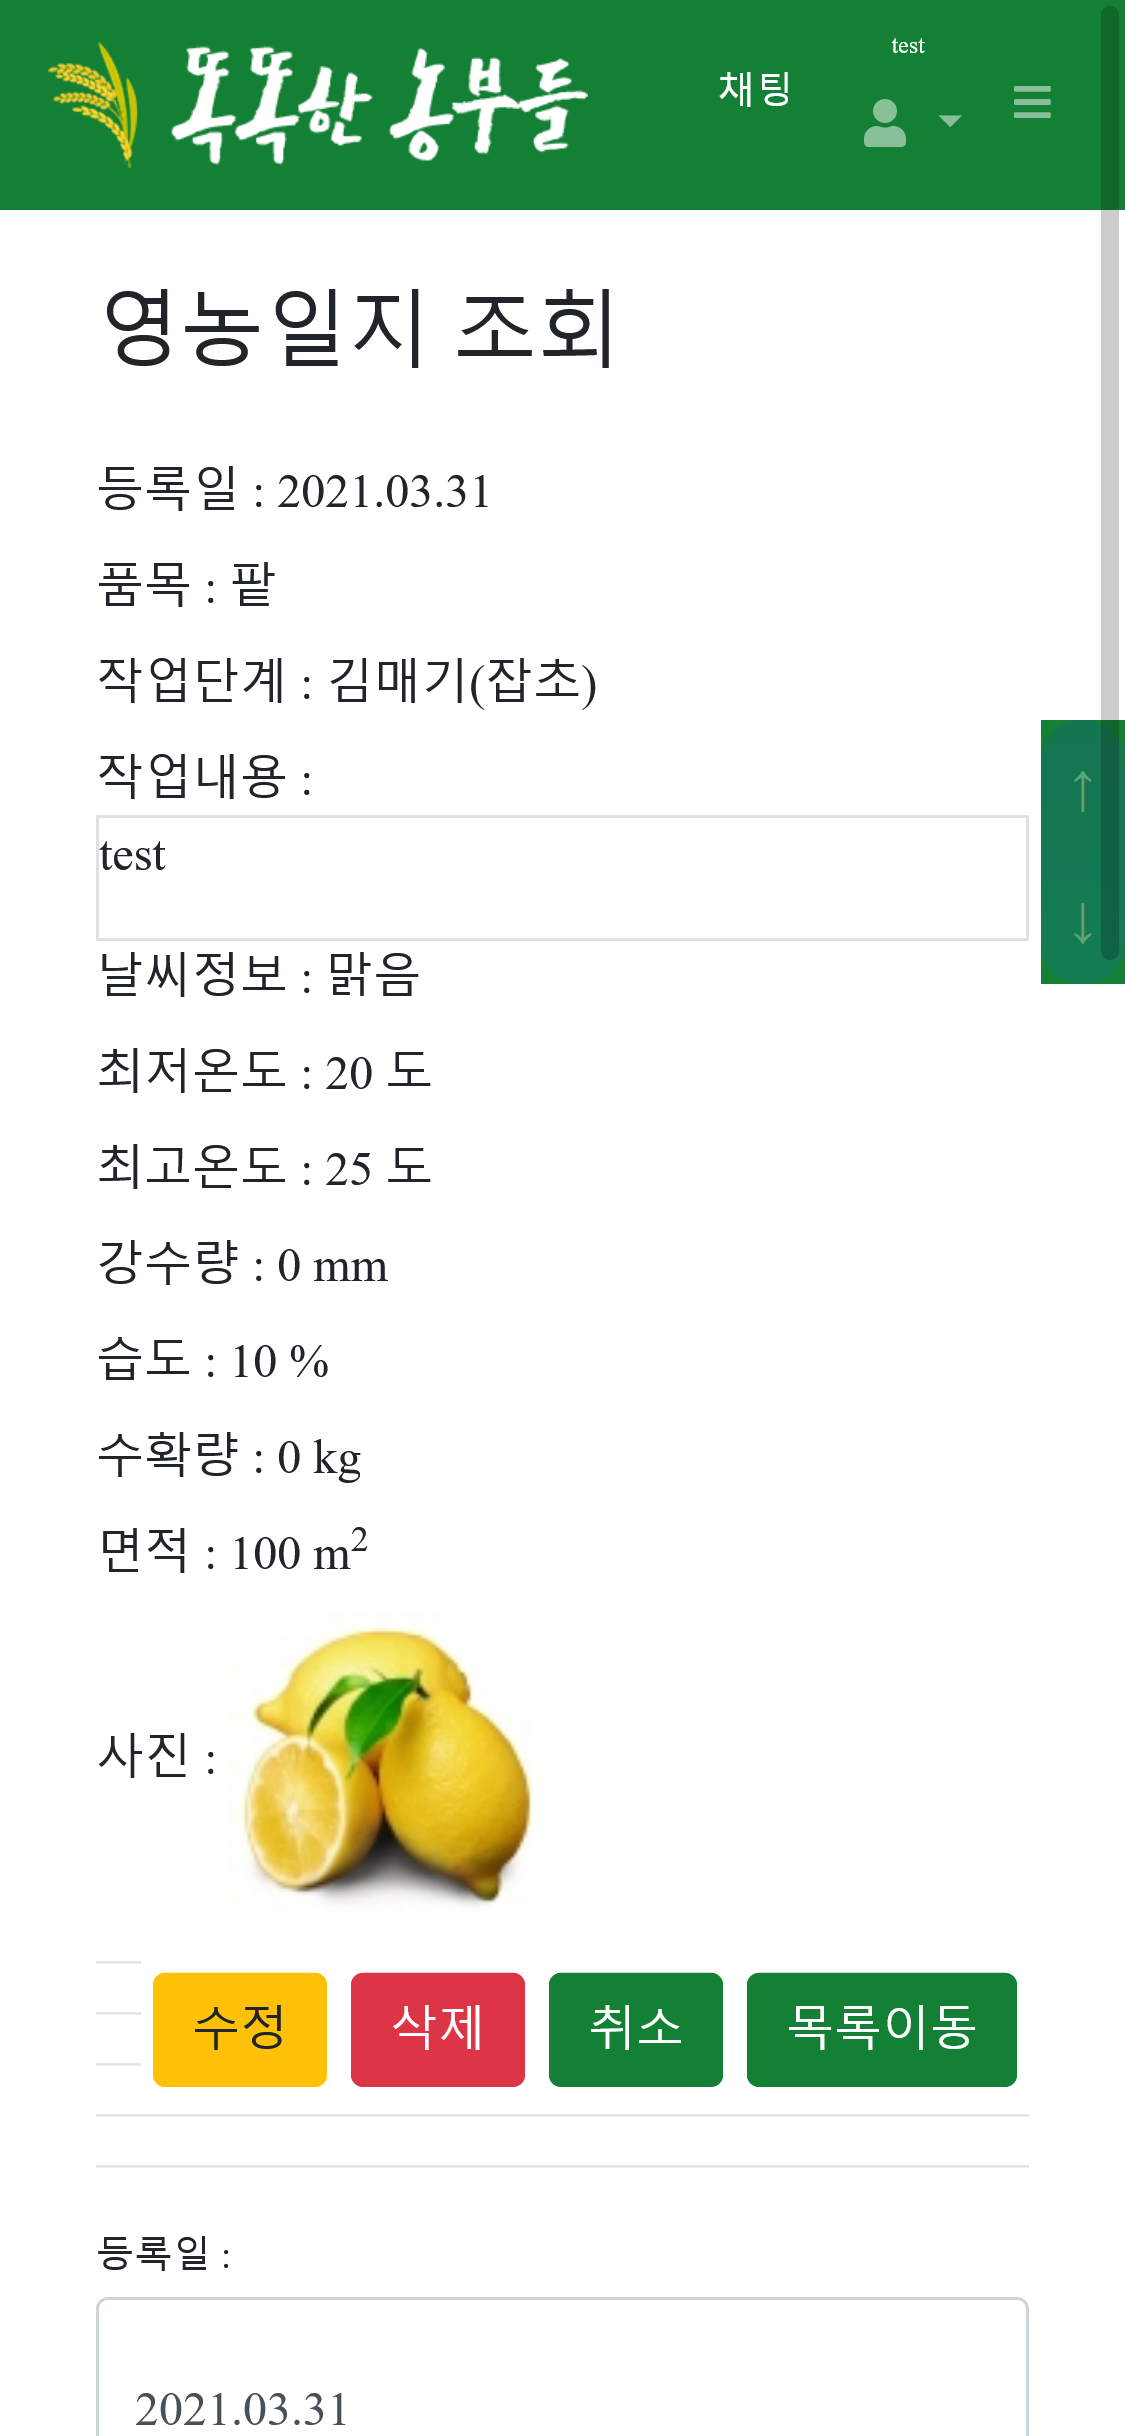 똑똑한 농부들
채팅
test
영농일지 조회
등록일 : 2021.03.31
품목 : 팥
작업단계 : 김매기(잡초)
작업내용 :
test
↑
↓
날씨정보 : 맑음
최저온도 : 20 도
최고온도 : 25 도
강수량 : 0 mm
습도 : 10 %
수확량 : 0 kg
면적 : 100 m²
사진 :
수정 삭제 취소 목록이동
등록일 :
2021.03.31